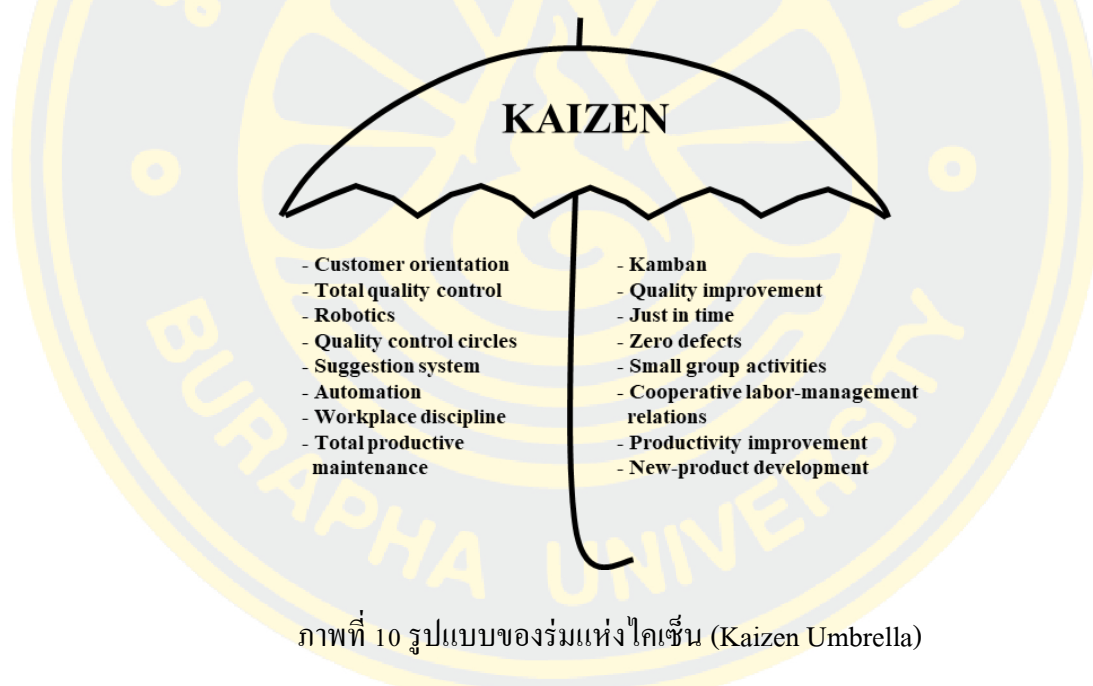 KAIZEN
- Customer orientation
- Total quality control
- Robotics
- Quality control circles
- Suggestion system
- Automation
- Workplace discipline
- Total productive
maintenance
- Kamban
- Quality improvement
- Just in time
- Zero defects
- Small group activities
- Cooperative labor-management
relations
- Productivity improvement
- New-product development
BURAPHA UNIVERSITY
ภาพที่ 10 รูปแบบของร่มแห่งไคเซ็น (Kaizen Umbrella)